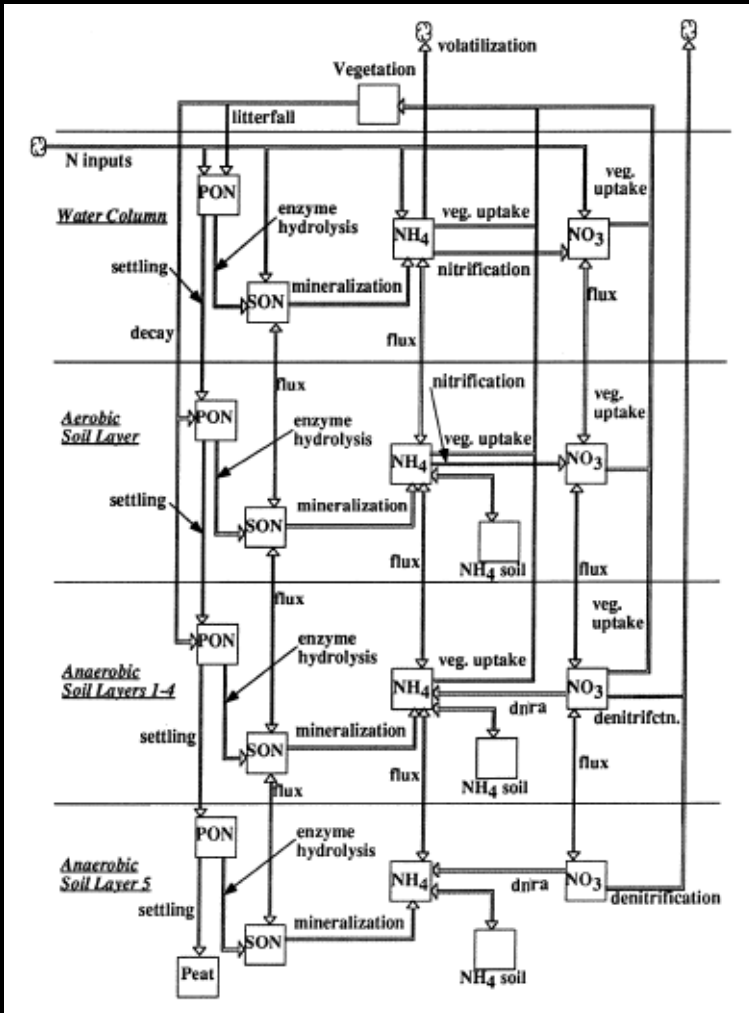 volatilization
Vegetation
litterfall
N inputs
veg.
uptake
PON
Water Column
enzyme
hydrolysis
veg. uptake
NH4
NO3
settling
mineralization
nitrification
SON
flux
decay
flux
flux
nitrification
veg.
uptake
Aerobic
Soil Layer
PON
enzyme
hydrolysis
veg. uptake
NH4
NO3
settling
mineralization
SON
flux
NH4 soil
flux
flux
veg.
uptake
PON
enzyme
hydrolysis
veg. uptake
Anaerobic
Soil Layers 1-4
NH4
NO3
dnra
denitrifctn.
settling
mineralization
SON
flux
flux
NH4 soil
flux
PON
enzyme
hydrolysis
Anaerobic
Soil Layer 5
NH4
NO3
dnra
denitrification
settling
mineralization
SON
Peat
NH4 soil